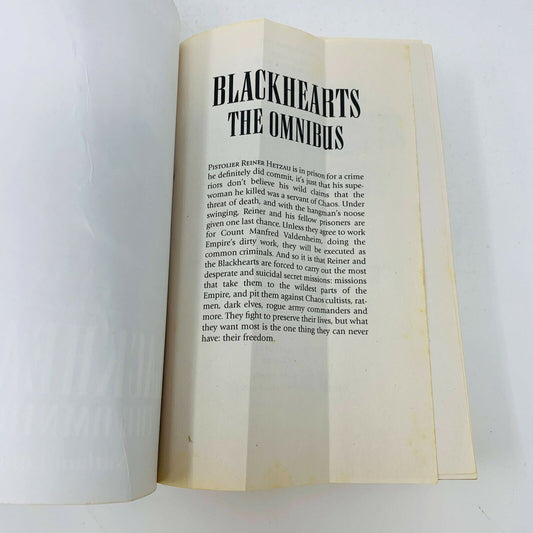 BLACKHEARTS
THE OMNIBUS
PISTOLIER REINER HETZAU is in prison for a crime
he definitely did commit, it's just that his supe-
riors don't believe his wild claims that the
woman he killed was a servant of Chaos. Under
threat of death, and with the hangman's noose
swinging, Reiner and his fellow prisoners are
given one last chance. Unless they agree to work
for Count Manfred Valdenheim, doing the
Empire's dirty work, they will be executed as
common criminals. And so it is that Reiner and
the Blackhearts are forced to carry out the most
desperate and suicidal secret missions: missions
that take them to the wildest parts of the
Empire, and pit them against Chaos cultists, rat-
men, dark elves, rogue army commanders and
more. They fight to preserve their lives, but what
they want most is the one thing they can never
have: their freedom.